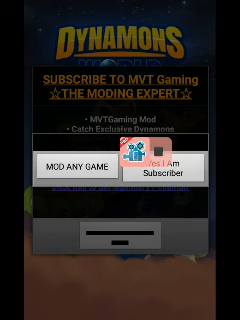 DYNAMONS
WORLD
SUBSCRIBE TO MVT Gaming
☆THE MODING EXPERT☆
• MVTGaming Mod
• Catch Exclusive Dynamons
MOD ANY GAME
Yes I Am
Subscriber